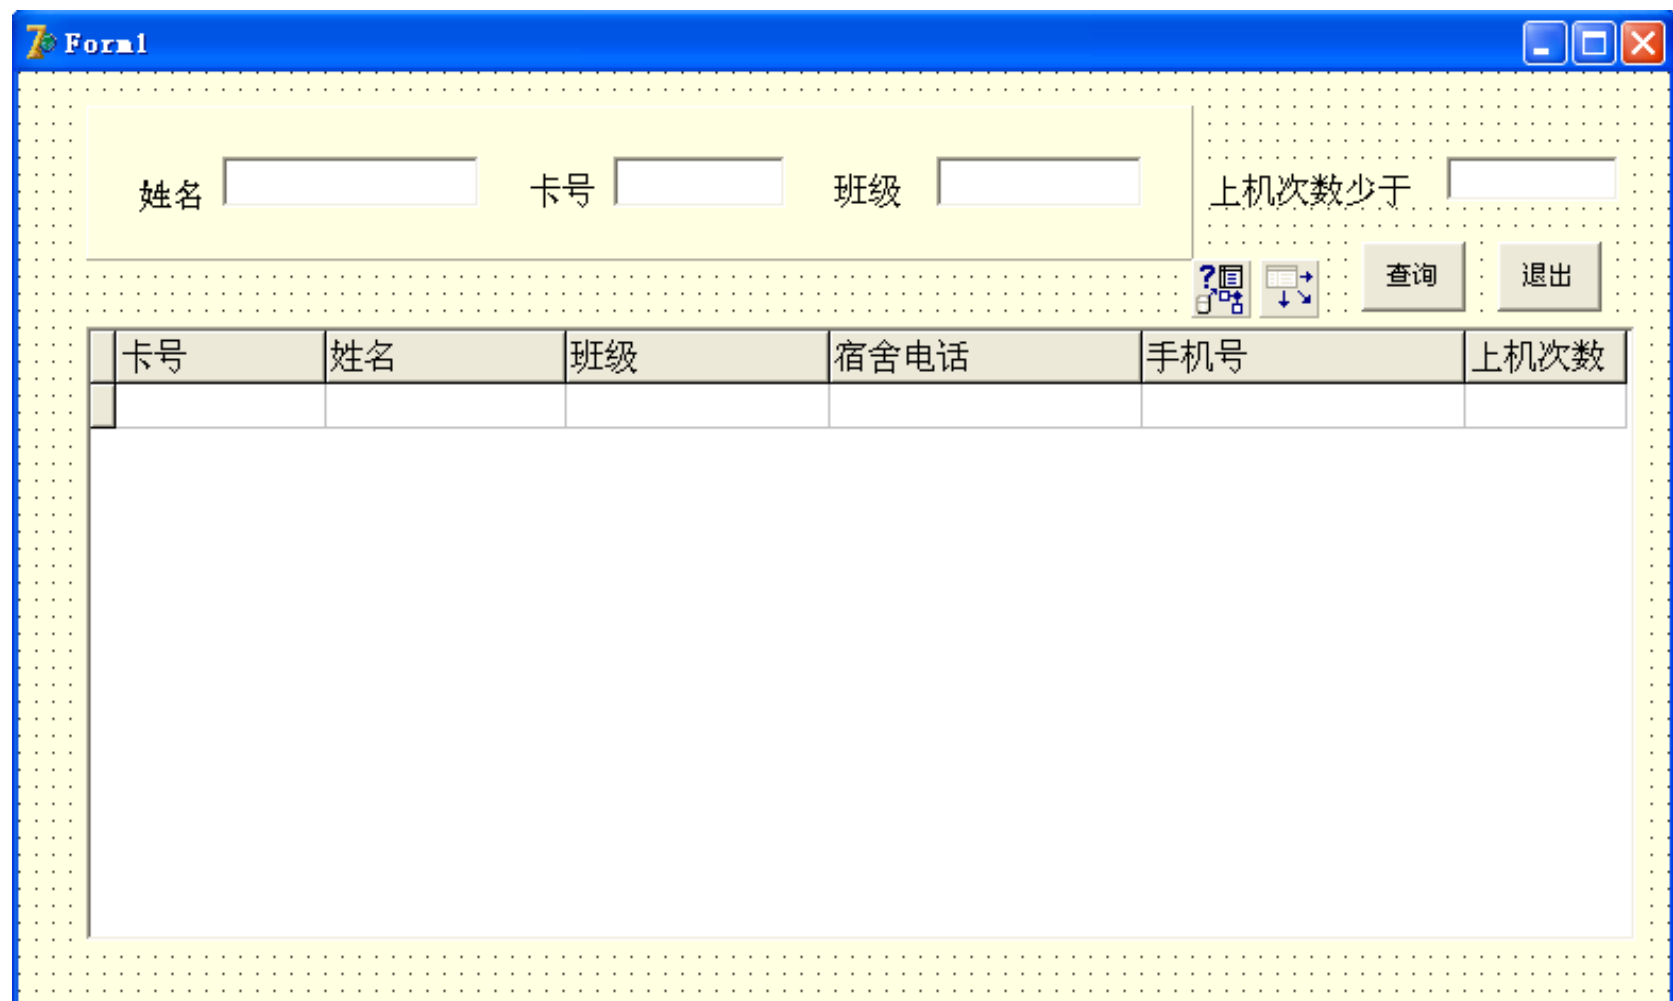 Form1
姓名 卡号 班级 上机次数少于
查询 退出
卡号 姓名 班级 宿舍电话 手机号 上机次数